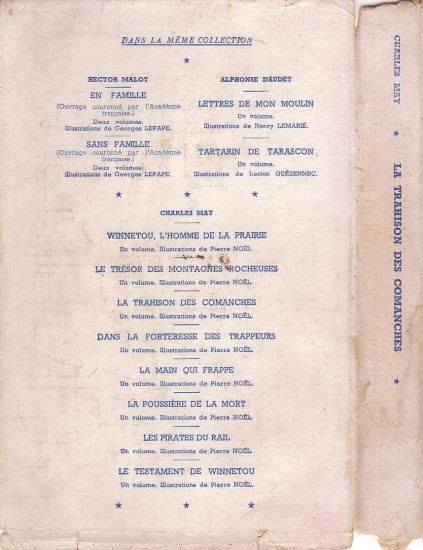 DANS LA MÊME COLLECTION
★
HECTOR MALOT
EN FAMILLE
(Ouvrage couronné par l'Académie
française.)
Deux volumes.
Illustrations de Georges LEPAPE.
SANS FAMILLE
(Ouvrage couronné par l'Académie
française.)
Deux volumes.
Illustrations de Georges LEPAPE.
ALPHONSE DAUDET
LETTRES DE MON MOULIN
Un volume.
Illustrations de Henry LEMARIÉ.
TARTARIN DE TARASCON
Un volume.
Illustrations de Lucien GUÉZENNEC.
★ ★ ★
CHARLES MAY
WINNETOU, L'HOMME DE LA PRAIRIE
Un volume. Illustrations de Pierre NOËL.
LE TRÉSOR DES MONTAGNES ROCHEUSES
Un volume. Illustrations de Pierre NOËL.
LA TRAHISON DES COMANCHES
Un volume. Illustrations de Pierre NOËL.
DANS LA FORTERESSE DES TRAPPEURS
Un volume. Illustrations de Pierre NOËL.
LA MAIN QUI FRAPPE
Un volume. Illustrations de Pierre NOËL.
LA POUSSIÈRE DE LA MORT
Un volume. Illustrations de Pierre NOËL.
LES PIRATES DU RAIL
Un volume. Illustrations de Pierre NOËL.
LE TESTAMENT DE WINNETOU
Un volume. Illustrations de Pierre NOËL.
★ ★ ★
CHARLES MAY ★ LA TRAHISON DES COMANCHES ★